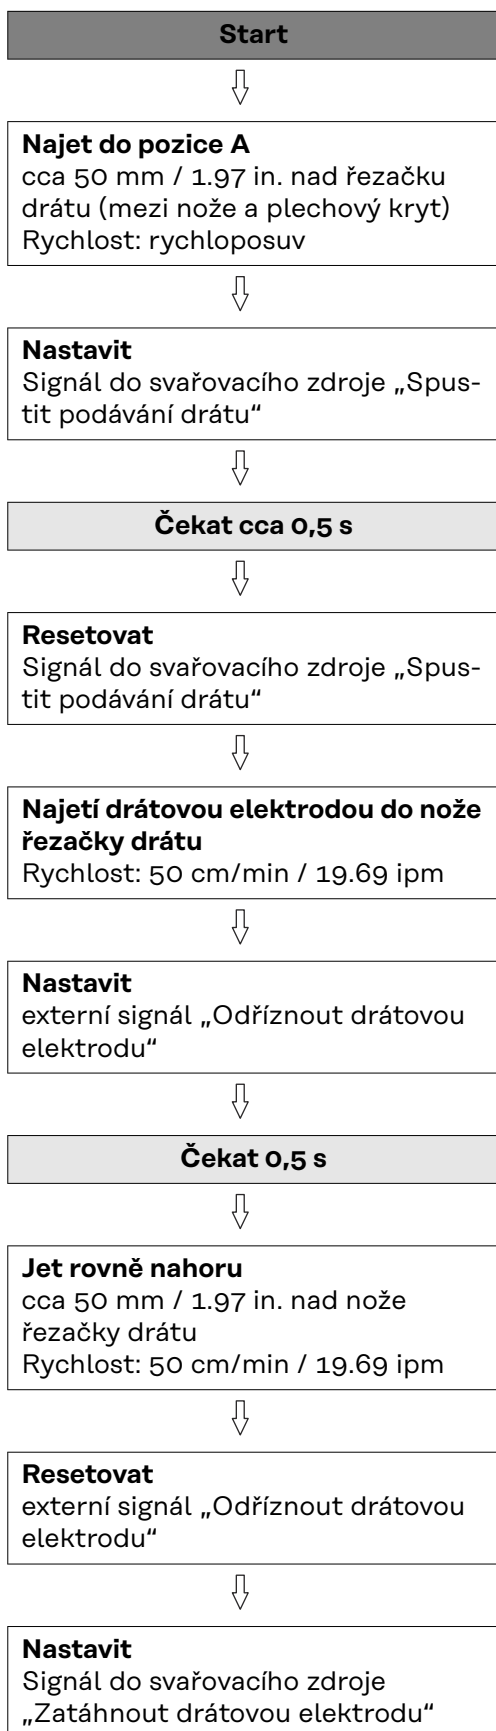 Start
Najet do pozice A
cca 50 mm / 1.97 in. nad řezačku
drátu (mezi nože a plechový kryt)
Rychlost: rychloposuv
Nastavit
Signál do svařovacího zdroje „Spus-
tit podávání drátu“
Čekat cca 0,5 s
Resetovat
Signál do svařovacího zdroje „Spus-
tit podávání drátu“
Najetí drátovou elektrodou do nože
řezačky drátu
Rychlost: 50 cm/min / 19.69 ipm
Nastavit
externí signál „Odříznout drátovou
elektrodu“
Čekat 0,5 s
Jet rovně nahoru
cca 50 mm / 1.97 in. nad nože
řezačky drátu
Rychlost: 50 cm/min / 19.69 ipm
Resetovat
externí signál „Odříznout drátovou
elektrodu“
Nastavit
Signál do svařovacího zdroje
„Zatáhnout drátovou elektrodu“